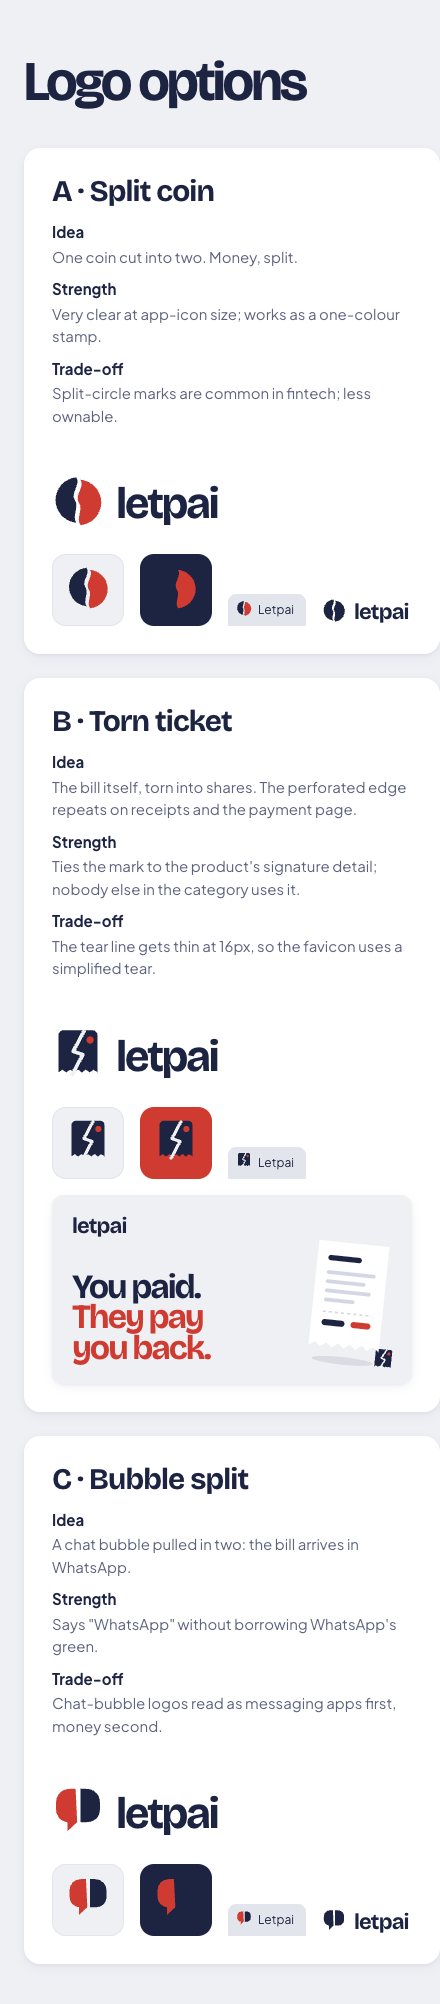 Logo options
A · Split coin
Idea
One coin cut into two. Money, split.
Strength
Very clear at app-icon size; works as a one-colour
stamp.
Trade-off
Split-circle marks are common in fintech; less
ownable.
letpai
Letpai
letpai
B · Torn ticket
Idea
The bill itself, torn into shares. The perforated edge
repeats on receipts and the payment page.
Strength
Ties the mark to the product's signature detail;
nobody else in the category uses it.
Trade-off
The tear line gets thin at 16px, so the favicon uses a
simplified tear.
letpai
Letpai
letpai
You paid.
They pay
you back.
C · Bubble split
Idea
A chat bubble pulled in two: the bill arrives in
WhatsApp.
Strength
Says "WhatsApp" without borrowing WhatsApp's
green.
Trade-off
Chat-bubble logos read as messaging apps first,
money second.
letpai
Letpai
letpai